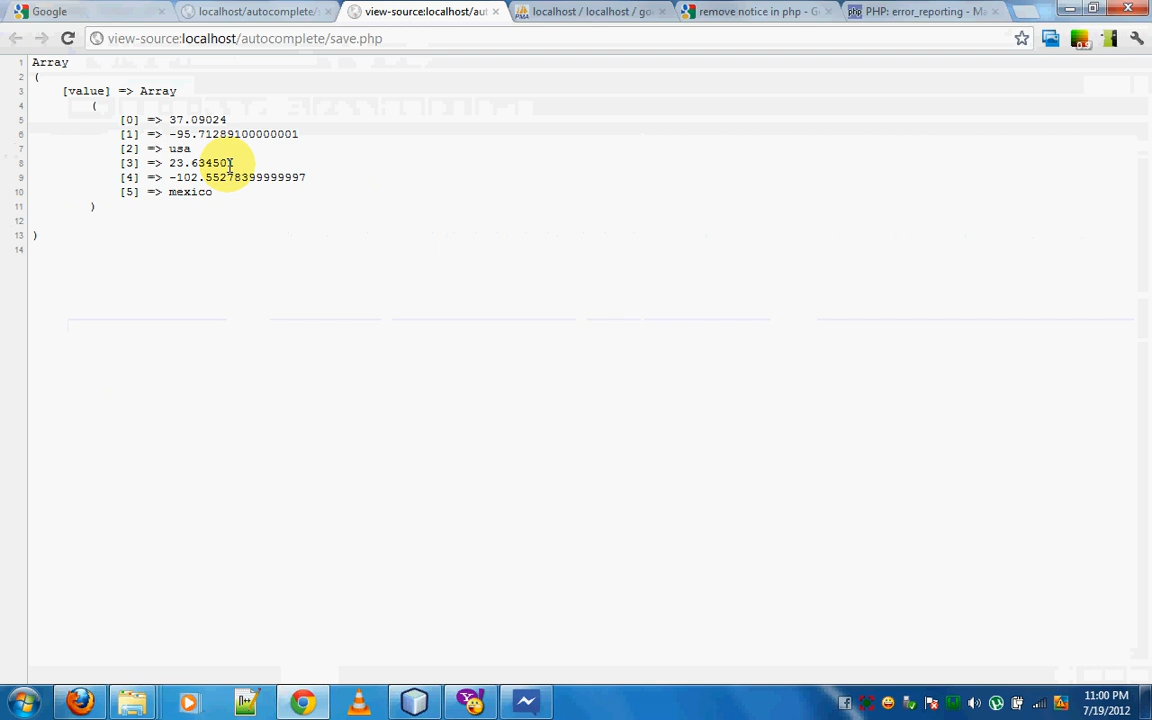 Google
localhost/autocomplete/s
view-source:localhost/aut
localhost / localhost / go
remove notice in php - G
PHP: error_reporting - Ma
view-source:localhost/autocomplete/save.php
1 Array
2 (
3 [value] => Array
4 (
5 [0] => 37.09024
6 [1] => -95.71289100000001
7 [2] => usa
8 [3] => 23.634501
9 [4] => -102.55278399999997
10 [5] => mexico
11 )
12
13 )
14
11:00 PM
7/19/2012